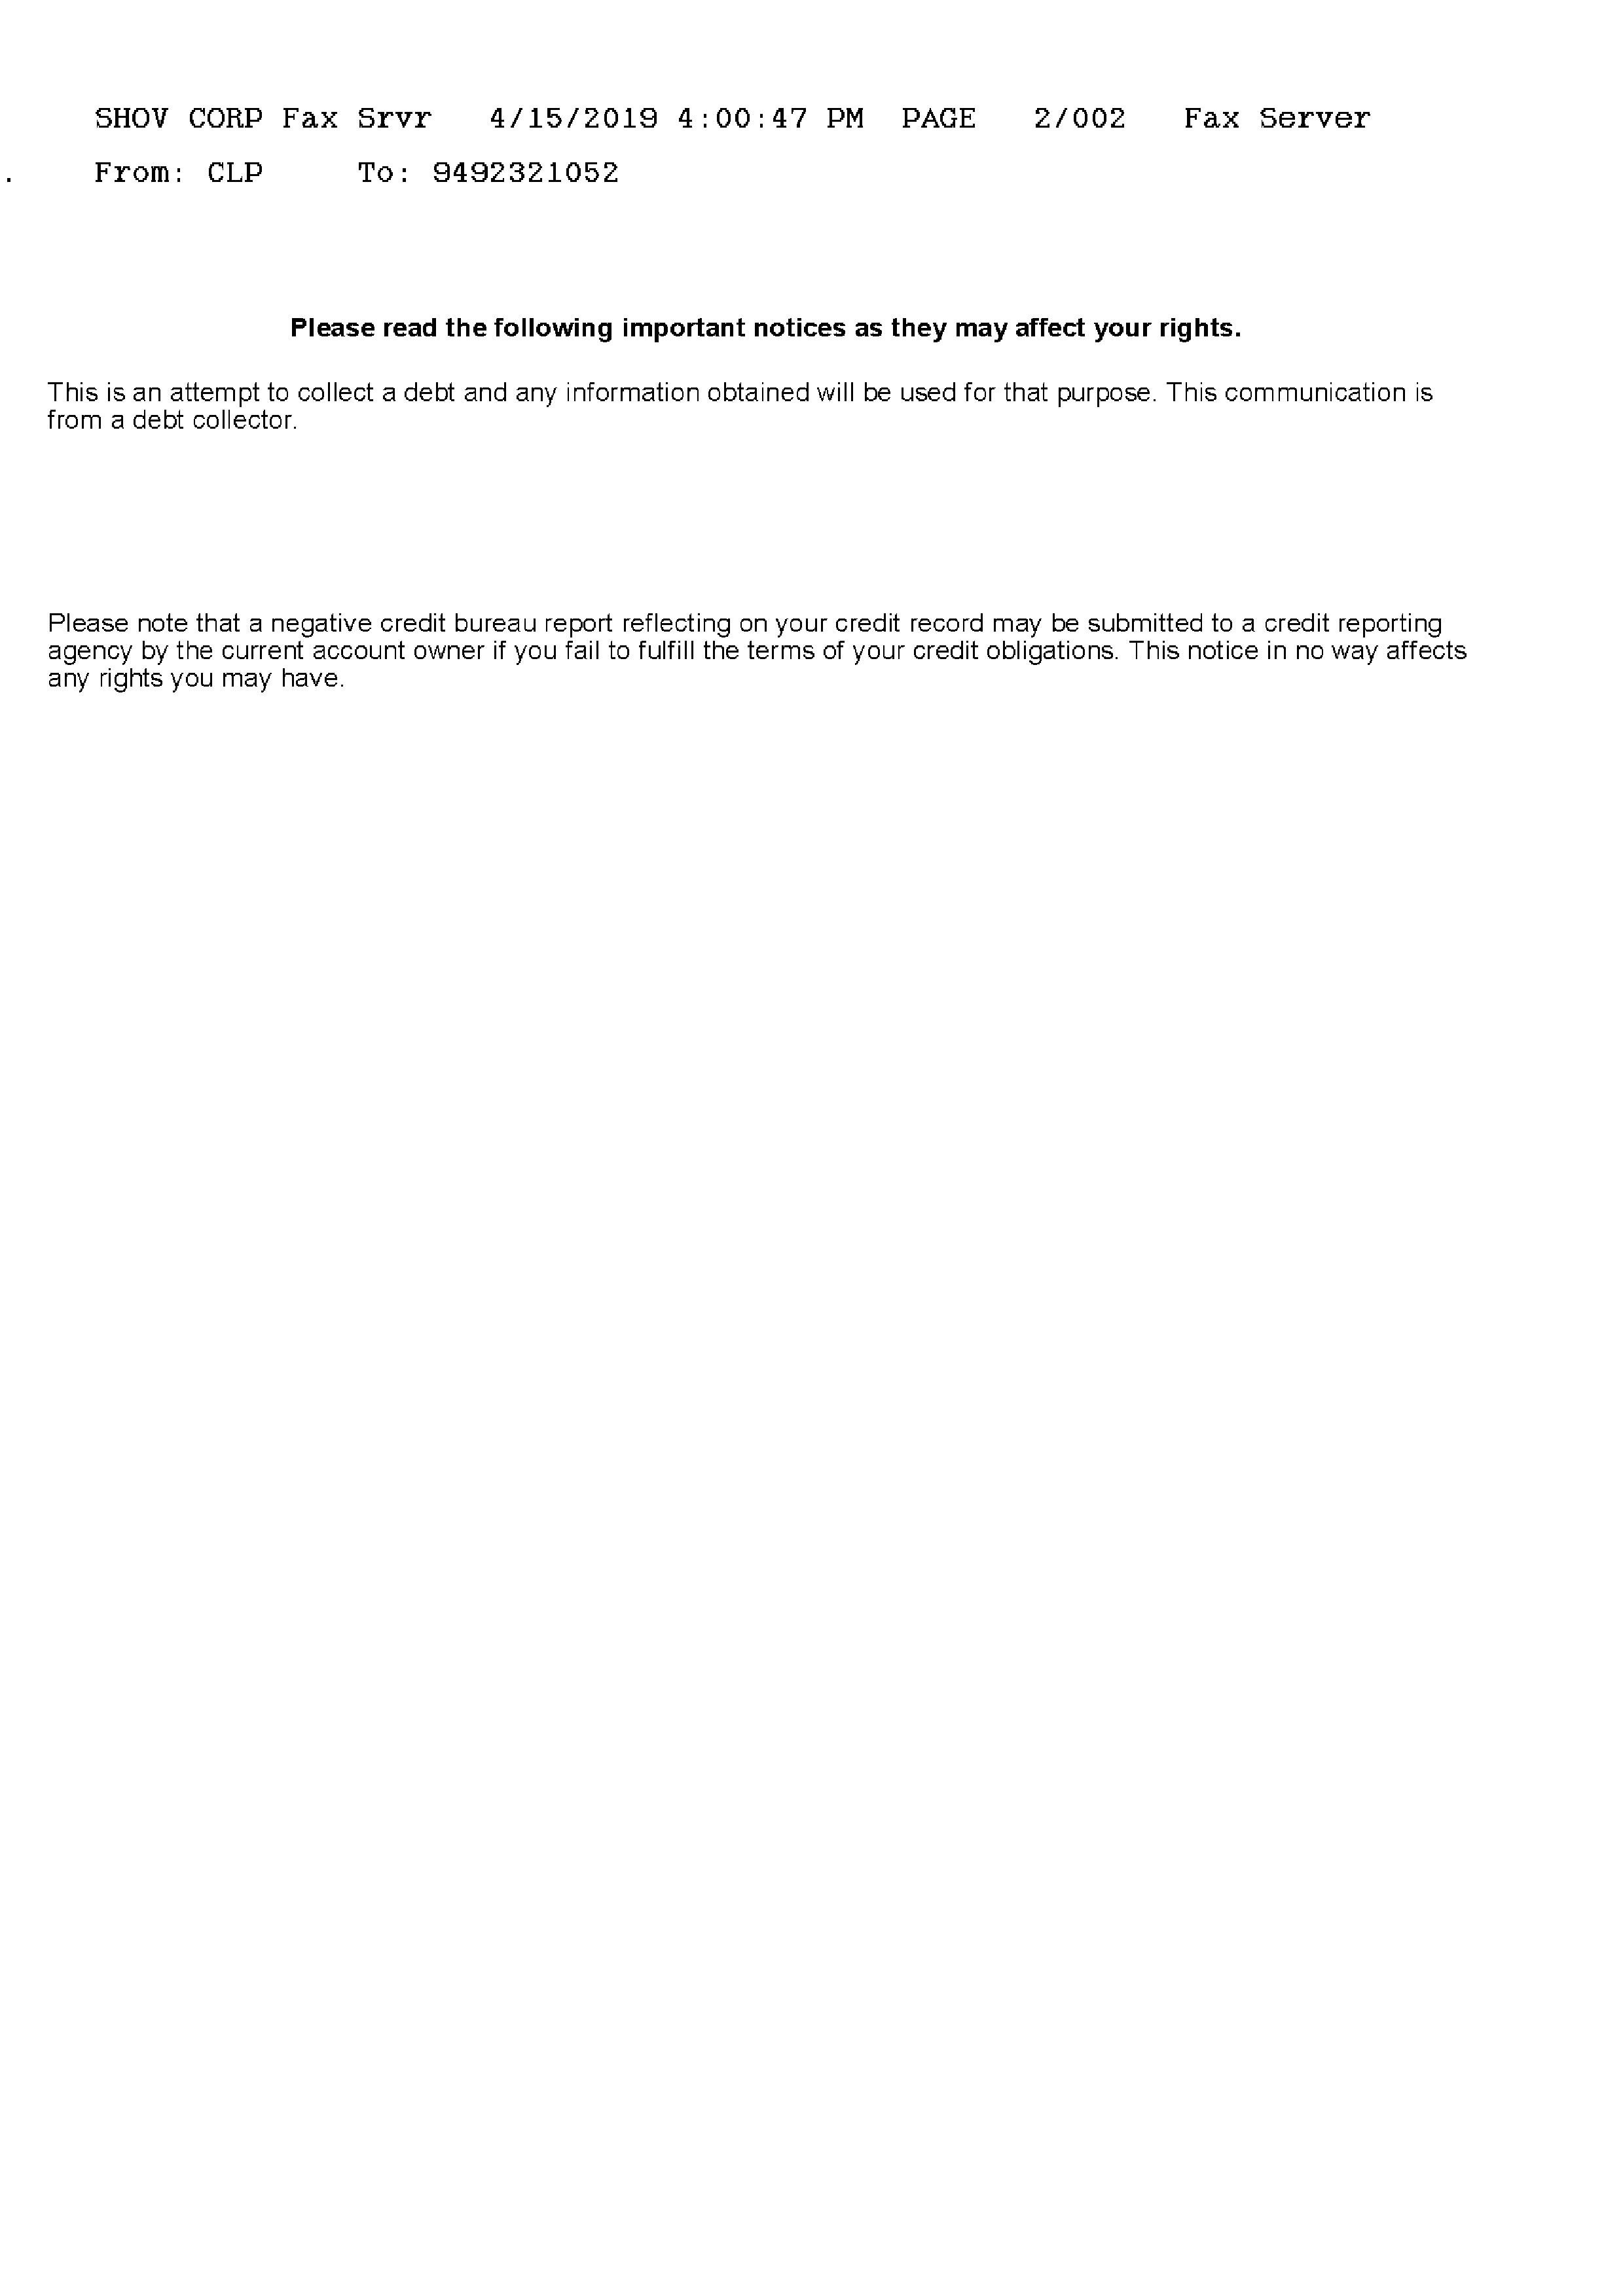 SHOV CORP Fax Srvr 4/15/2019 4:00:47 PM PAGE 2/002 Fax Server
. From: CLP To: 9492321052
Please read the following important notices as they may affect your rights.
This is an attempt to collect a debt and any information obtained will be used for that purpose. This communication is
from a debt collector.
Please note that a negative credit bureau report reflecting on your credit record may be submitted to a credit reporting
agency by the current account owner if you fail to fulfill the terms of your credit obligations. This notice in no way affects
any rights you may have.